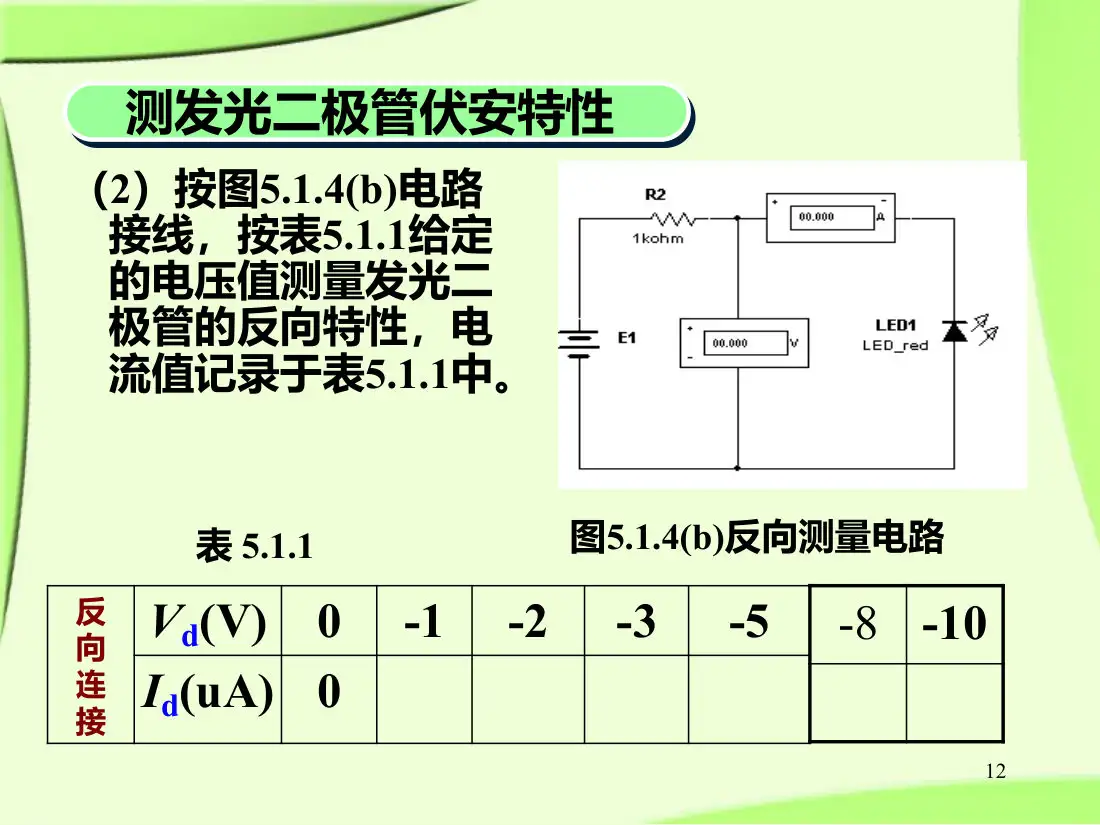 测发光二极管伏安特性
（2）按图5.1.4(b)电路
接线，按表5.1.1给定
的电压值测量发光二
极管的反向特性，电
流值记录于表5.1.1中。
R2
1kohm
+ -
00.000 A
E1
+
00.000 V
-
LED1
LED_red
表 5.1.1
图5.1.4(b)反向测量电路
反向连接
Vd(V) 0 -1 -2 -3 -5 -8 -10
Id(uA) 0
12